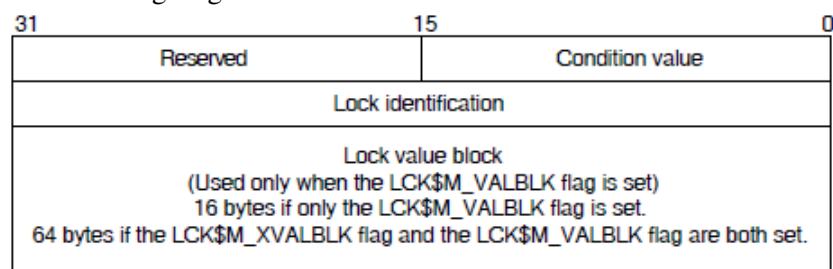 31 15 0
Reserved Condition value
Lock identification
Lock value block
(Used only when the LCK$M_VALBLK flag is set)
16 bytes if only the LCK$M_VALBLK flag is set.
64 bytes if the LCK$M_XVALBLK flag and the LCK$M_VALBLK flag are both set.